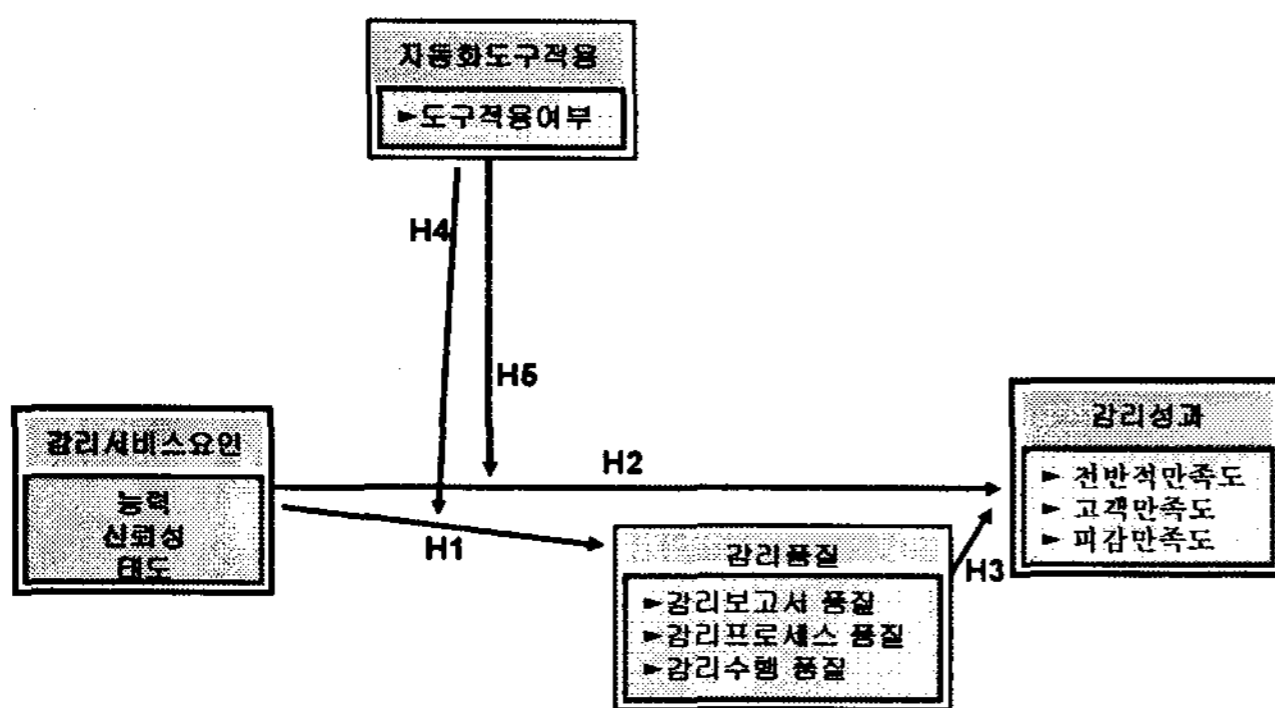 자동화도구적용
►도구적용여부
H4
H5
감리서비스요인
능력
신뢰성
태도
H2
H1
감리성과
► 전반적만족도
► 고객만족도
► 피감만족도
H3
감리품질
►감리보고서 품질
►감리프로세스 품질
►감리수행 품질